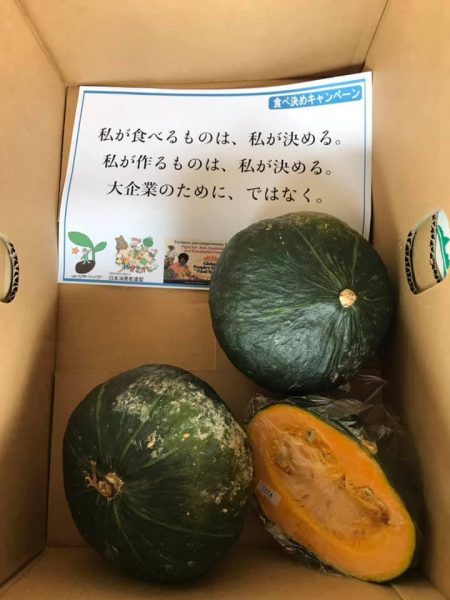 食べ決めキャンペーン
私が食べるものは、私が決める。
私が作るものは、私が決める。
大企業のために、ではなく。
日本消費者連盟